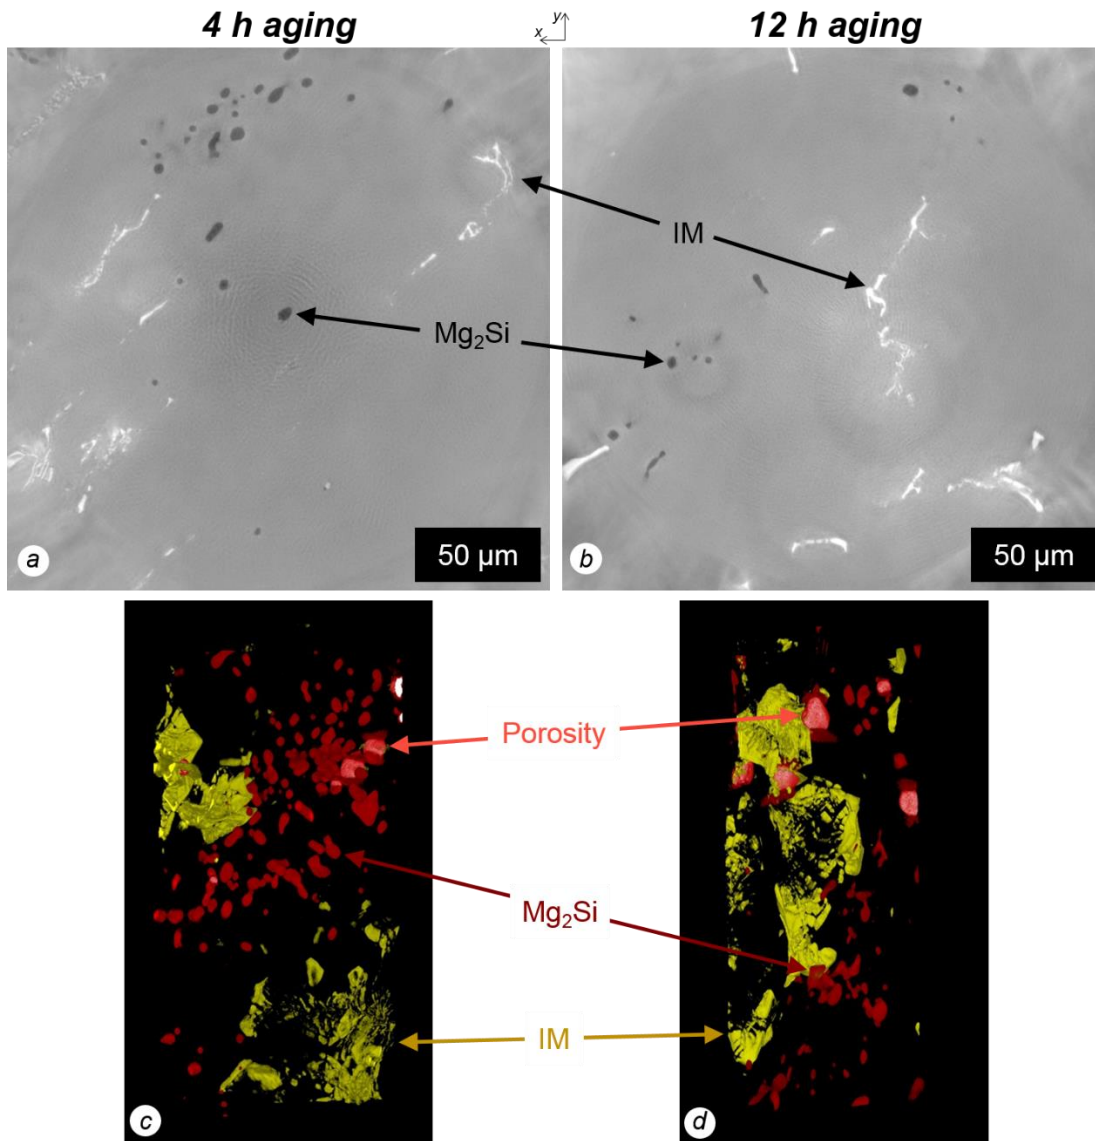 4 h aging
y
x
12 h aging
IM
Mg₂Si
a
50 µm
b
50 µm
Porosity
Mg₂Si
IM
c
d